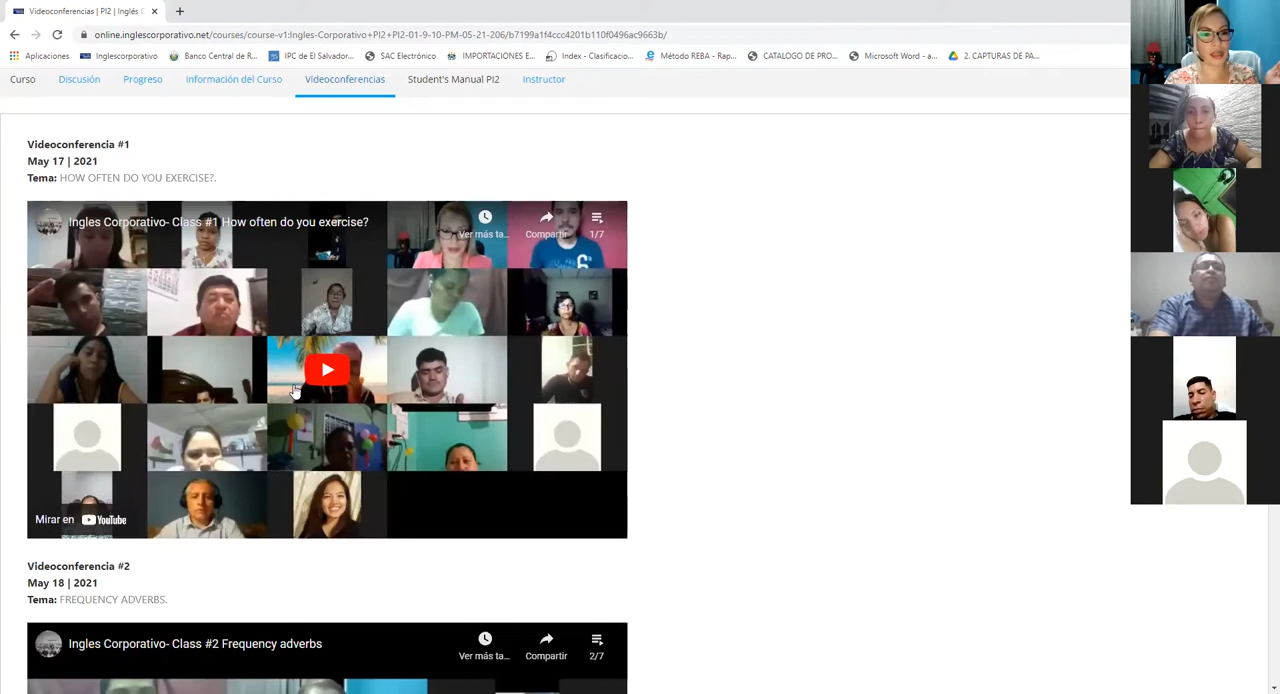 Videoconferencias | PI2 | Inglés
online.inglescorporativo.net/courses/course-v1:Ingles-Corporativo+PI2+PI2-01-9-10-PM-05-21-2069/7199a1f4ccc4201b110f0496ac9663b/
Aplicaciones Inglescorporativo Banco Central de R... IPC de El Salvador... SAC Electrónico IMPORTACIONES E... Index - Clasificacio... Método REBA - Rap... CATALOGO DE PRO... Microsoft Word - a... 2. CAPTURAS DE PA...
Curso Discusión Progreso Información del Curso Videoconferencias Student's Manual PI2 Instructor
Videoconferencia #1
May 17 | 2021
Tema: HOW OFTEN DO YOU EXERCISE?.
Ingles Corporativo- Class #1 How often do you exercise?
Ver más ta... Compartir 1/7
Mirar en YouTube
Videoconferencia #2
May 18 | 2021
Tema: FREQUENCY ADVERBS.
Ingles Corporativo- Class #2 Frequency adverbs
Ver más ta... Compartir 2/7